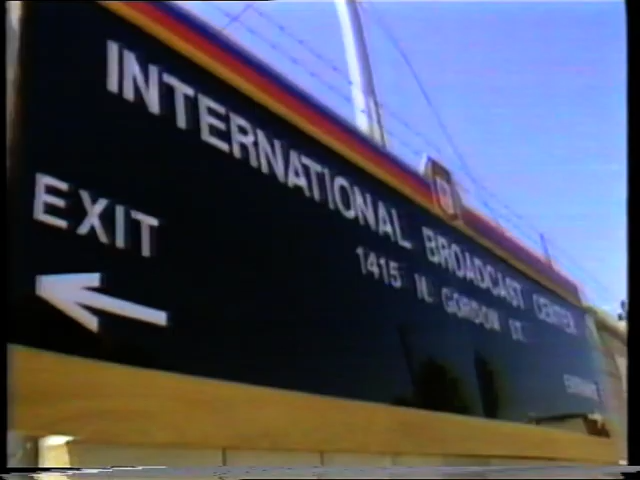 INTERNATIONAL BROADCAST CENTER
1415 N. GORDON ST.
EXIT